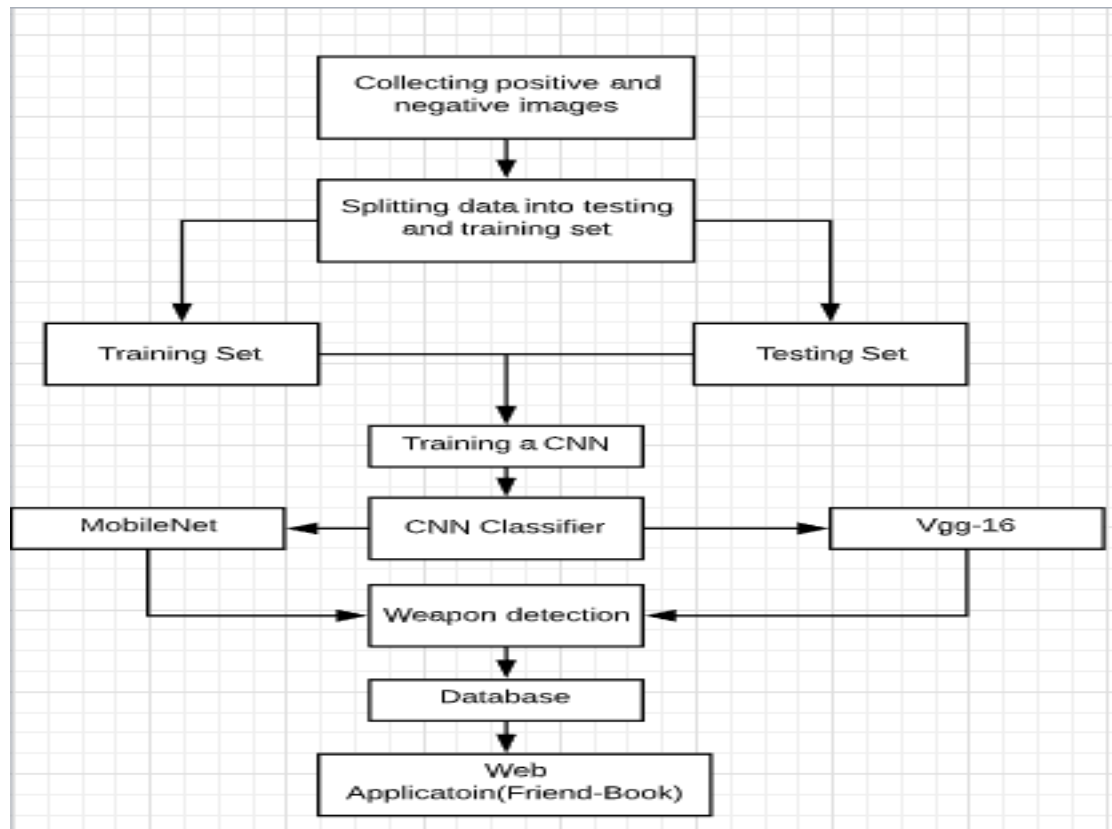 Collecting positive and
negative images
Splitting data into testing
and training set
Training Set
Testing Set
Training a CNN
MobileNet
CNN Classifier
Vgg-16
Weapon detection
Database
Web
Applicatoin(Friend-Book)